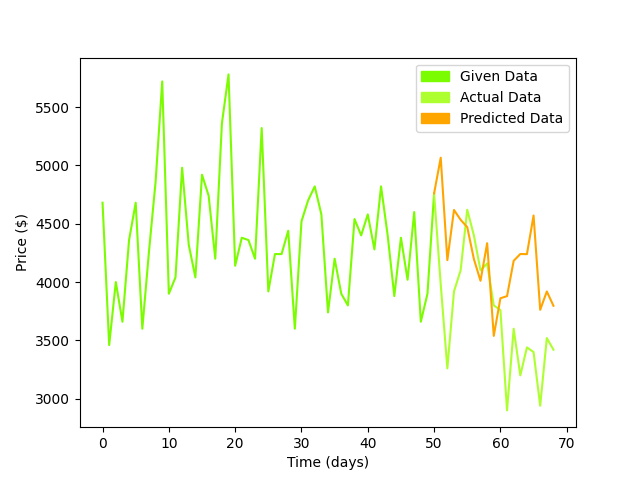 Given Data
Actual Data
Predicted Data
Price ($)
5500
5000
4500
4000
3500
3000
0 10 20 30 40 50 60 70
Time (days)